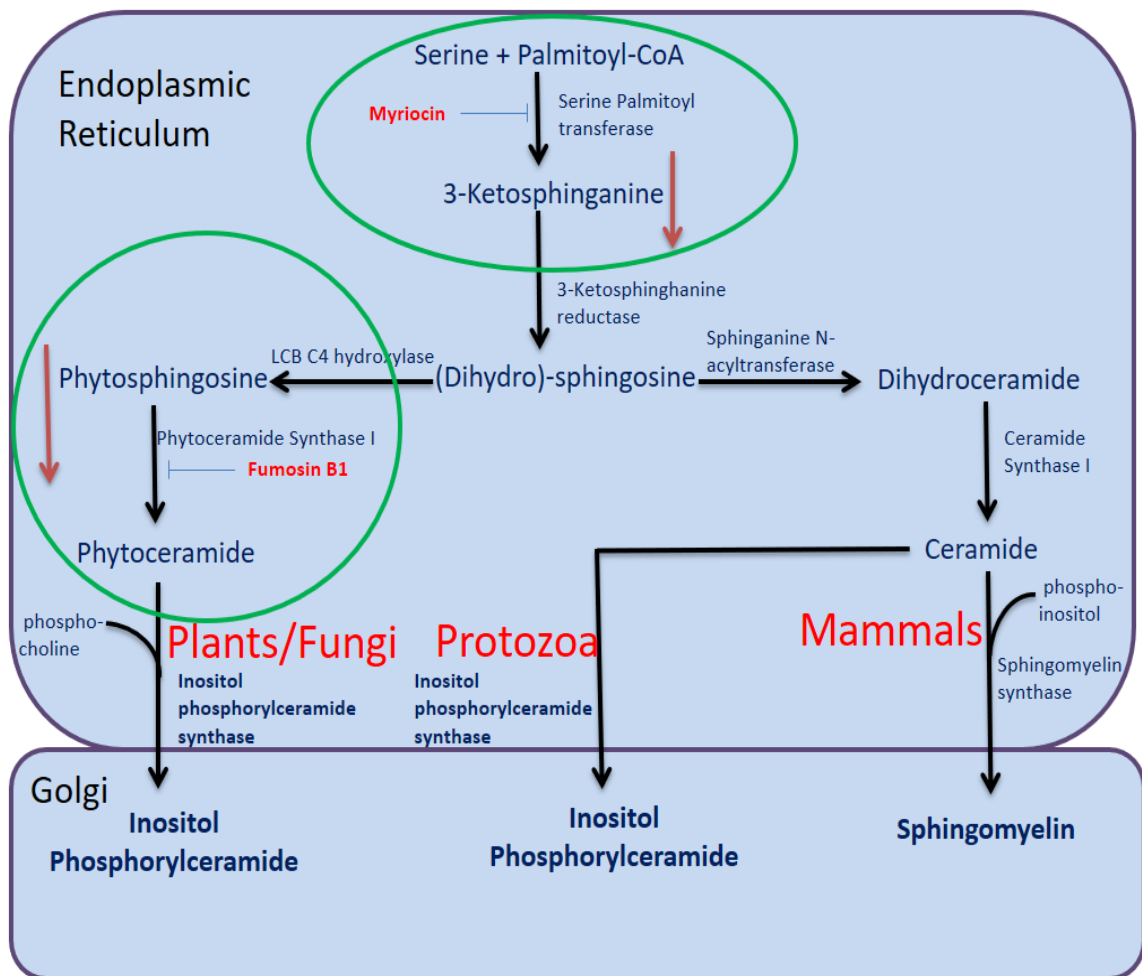 Serine + Palmitoyl-CoA
Endoplasmic
Reticulum
Myriocin
Serine Palmitoyl
transferase
3-Ketosphinganine
3-Ketosphinghanine
reductase
LCB C4 hydroxylase
Sphinganine N-
acyltransferase
Phytosphingosine
(Dihydro)-sphingosine
Dihydroceramide
Phytoceramide Synthase I
Fumosin B1
Ceramide
Synthase I
Phytoceramide
Ceramide
phospho-
choline
phospho-
inositol
Plants/Fungi
Protozoa
Mammals
Inositol
phosphorylceramide
synthase
Inositol
phosphorylceramide
synthase
Sphingomyelin
synthase
Golgi
Inositol
Phosphorylceramide
Inositol
Phosphorylceramide
Sphingomyelin